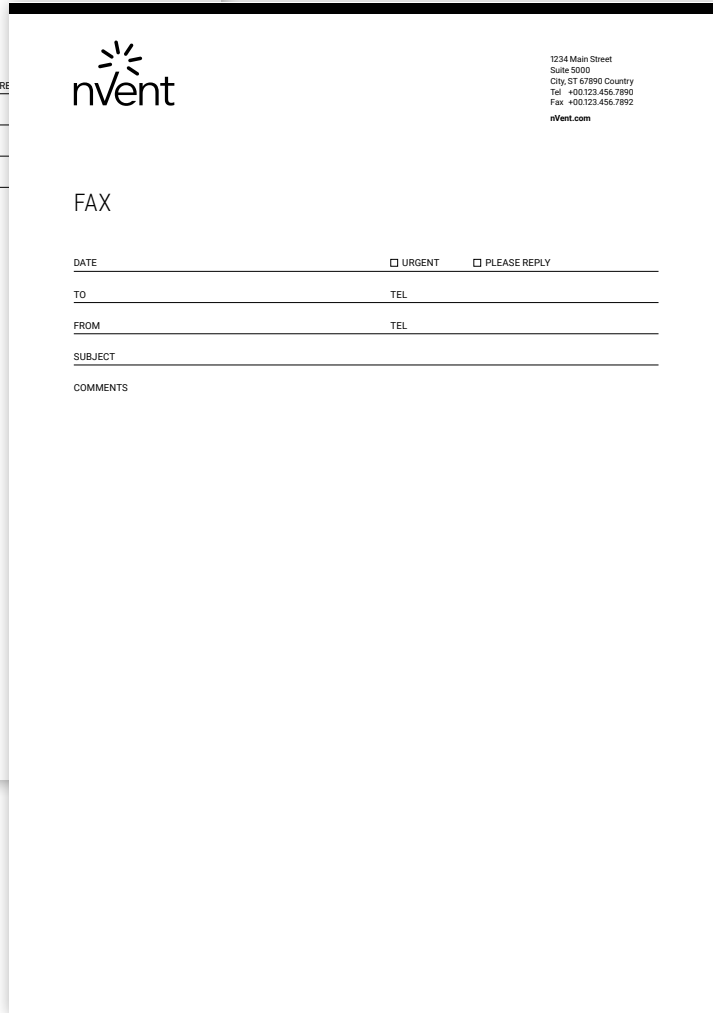 nvent
1234 Main Street
Suite 5000
City, ST 67890 Country
Tel +00.123.456.7890
Fax +00.123.456.7892
nVent.com
RE
FAX
DATE ☐ URGENT ☐ PLEASE REPLY
TO TEL
FROM TEL
SUBJECT
COMMENTS